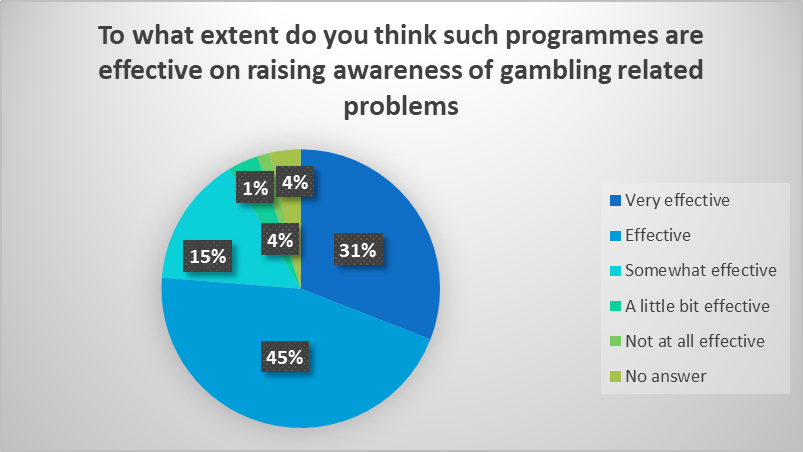 To what extent do you think such programmes are
effective on raising awareness of gambling related
problems
1%
4%
31%
4%
15%
45%
Very effective
Effective
Somewhat effective
A little bit effective
Not at all effective
No answer